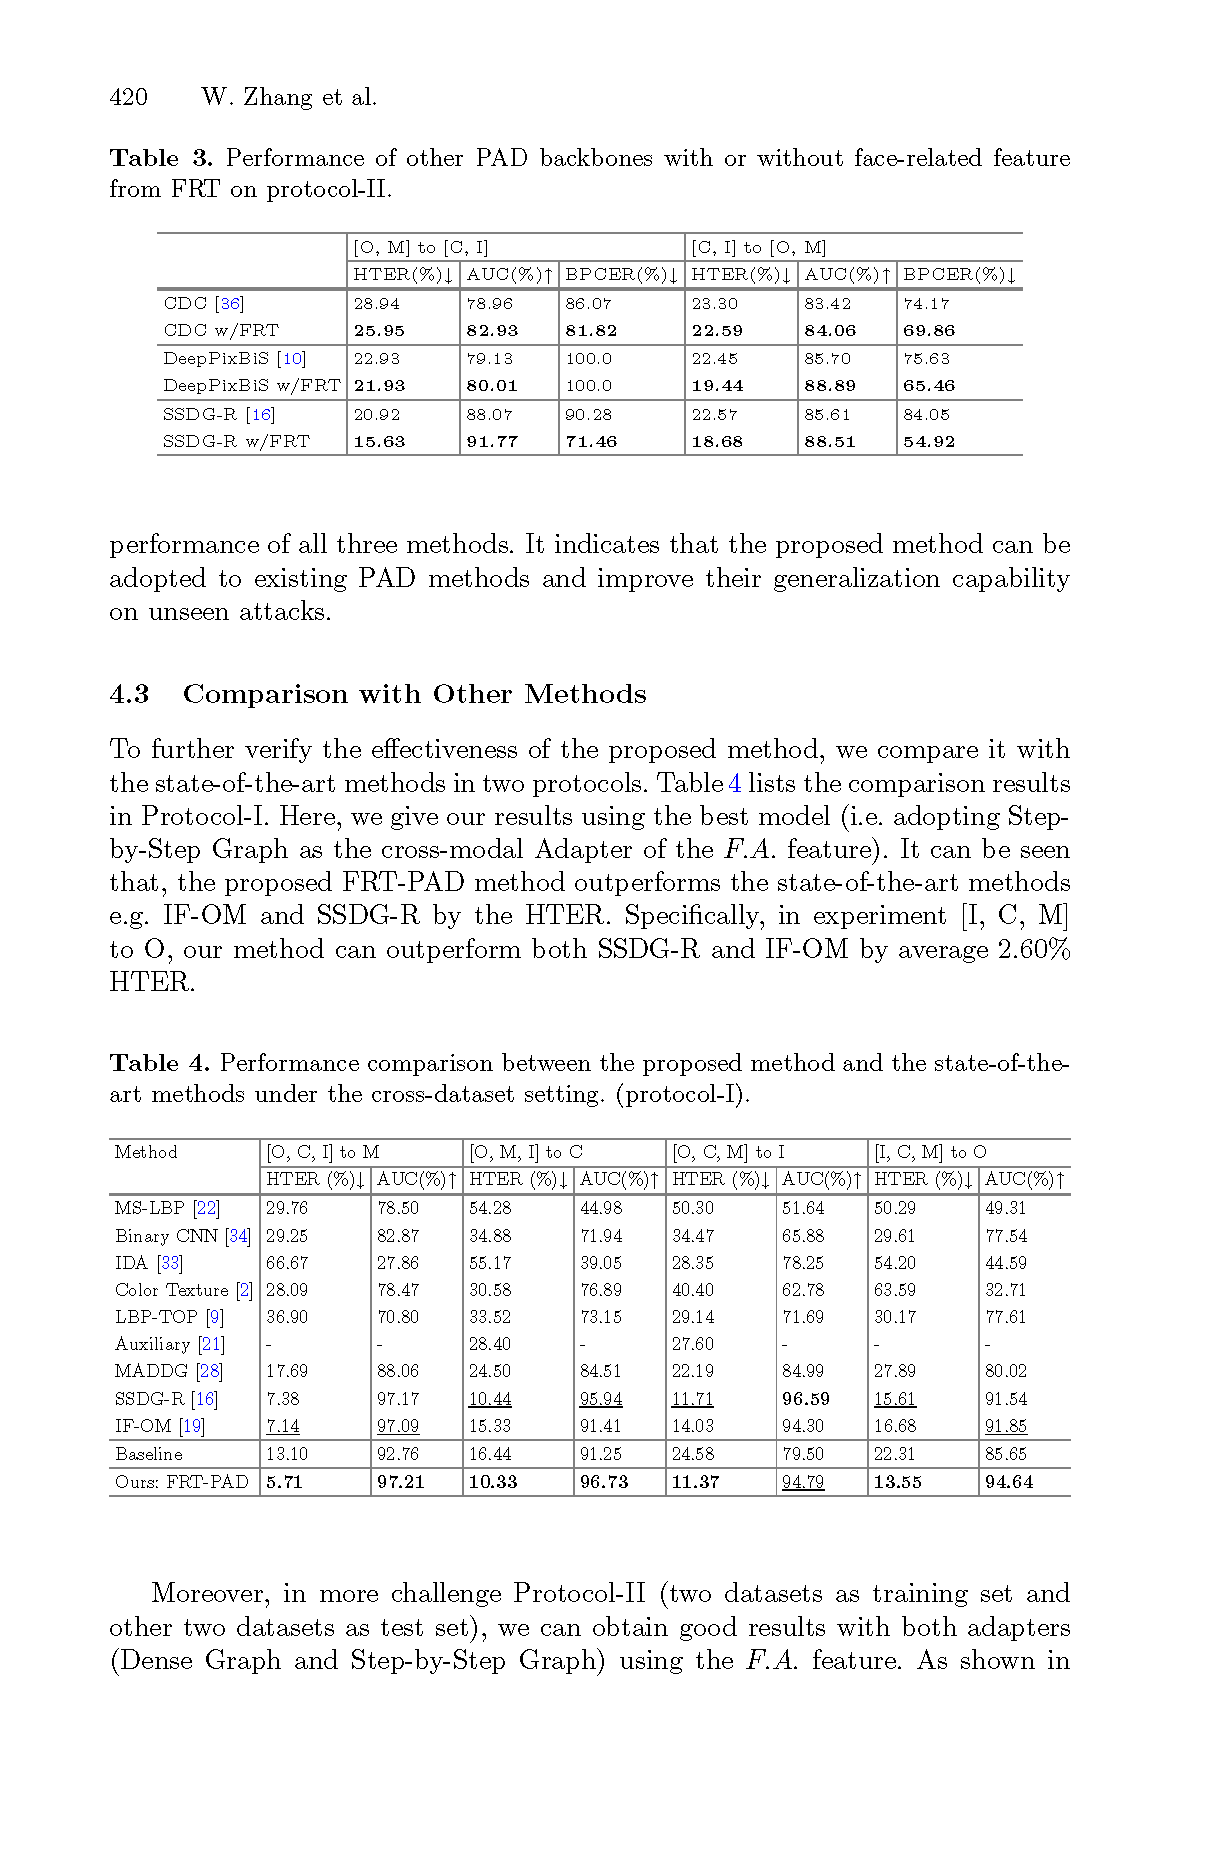 420 W. Zhang et al.
Table 3. Performance of other PAD backbones with or without face-related feature
from FRT on protocol-II.
[O, M] to [C, I] [C, I] to [O, M]
HTER(%)↓ AUC(%)↑ BPCER(%)↓ HTER(%)↓ AUC(%)↑ BPCER(%)↓
CDC [36] 28.94 78.96 86.07 23.30 83.42 74.17
CDC w/FRT 25.95 82.93 81.82 22.59 84.06 69.86
DeepPixBiS [10] 22.93 79.13 100.0 22.45 85.70 75.63
DeepPixBiS w/FRT 21.93 80.01 100.0 19.44 88.89 65.46
SSDG-R [16] 20.92 88.07 90.28 22.57 85.61 84.05
SSDG-R w/FRT 15.63 91.77 71.46 18.68 88.51 54.92
performance of all three methods. It indicates that the proposed method can be
adopted to existing PAD methods and improve their generalization capability
on unseen attacks.
4.3 Comparison with Other Methods
To further verify the effectiveness of the proposed method, we compare it with
the state-of-the-art methods in two protocols. Table 4 lists the comparison results
in Protocol-I. Here, we give our results using the best model (i.e. adopting Step-
by-Step Graph as the cross-modal Adapter of the F.A. feature). It can be seen
that, the proposed FRT-PAD method outperforms the state-of-the-art methods
e.g. IF-OM and SSDG-R by the HTER. Specifically, in experiment [I, C, M]
to O, our method can outperform both SSDG-R and IF-OM by average 2.60%
HTER.
Table 4. Performance comparison between the proposed method and the state-of-the-
art methods under the cross-dataset setting. (protocol-I).
Method [O, C, I] to M [O, M, I] to C [O, C, M] to I [I, C, M] to O
HTER (%)↓ AUC(%)↑ HTER (%)↓ AUC(%)↑ HTER (%)↓ AUC(%)↑ HTER (%)↓ AUC(%)↑
MS-LBP [22] 29.76 78.50 54.28 44.98 50.30 51.64 50.29 49.31
Binary CNN [34] 29.25 82.87 34.88 71.94 34.47 65.88 29.61 77.54
IDA [33] 66.67 27.86 55.17 39.05 28.35 78.25 54.20 44.59
Color Texture [2] 28.09 78.47 30.58 76.89 40.40 62.78 63.59 32.71
LBP-TOP [9] 36.90 70.80 33.52 73.15 29.14 71.69 30.17 77.61
Auxiliary [21] - - 28.40 - 27.60 - - -
MADDG [28] 17.69 88.06 24.50 84.51 22.19 84.99 27.89 80.02
SSDG-R [16] 7.38 97.17 10.44 95.94 11.71 96.59 15.61 91.54
IF-OM [19] 7.14 97.09 15.33 91.41 14.03 94.30 16.68 91.85
Baseline 13.10 92.76 16.44 91.25 24.58 79.50 22.31 85.65
Ours: FRT-PAD 5.71 97.21 10.33 96.73 11.37 94.79 13.55 94.64
Moreover, in more challenge Protocol-II (two datasets as training set and
other two datasets as test set), we can obtain good results with both adapters
(Dense Graph and Step-by-Step Graph) using the F.A. feature. As shown in